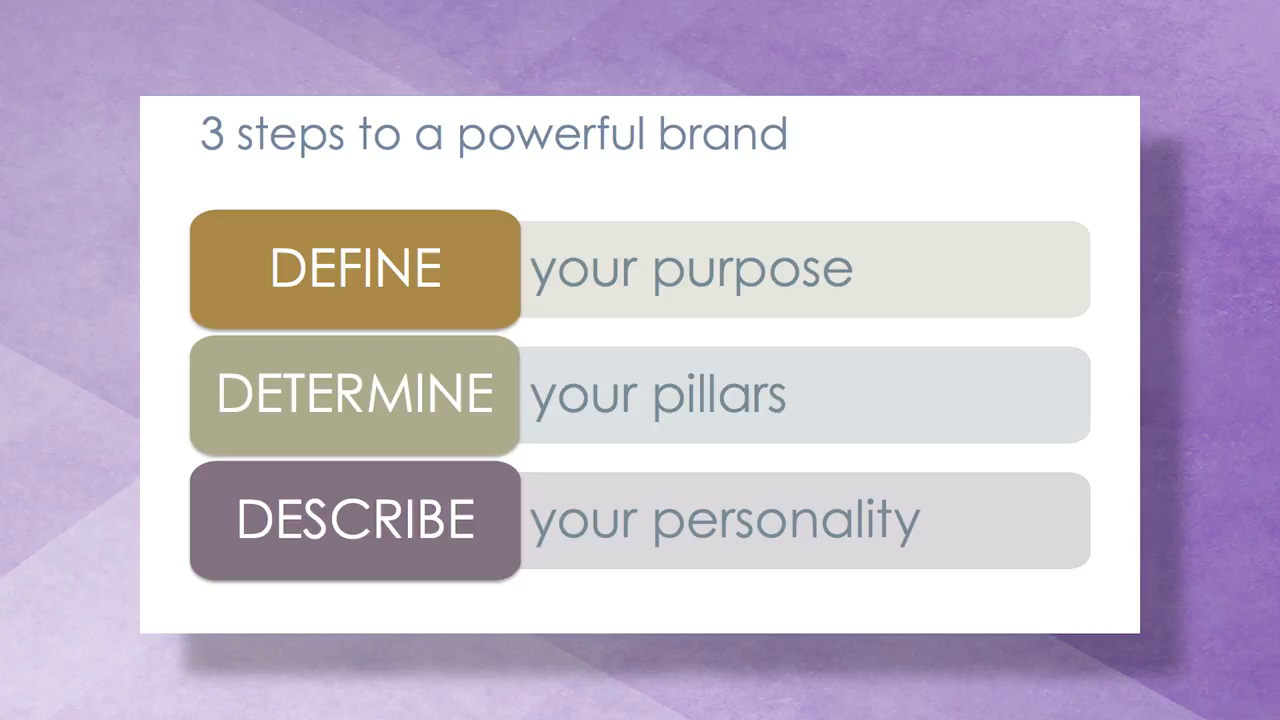 3 steps to a powerful brand
DEFINE your purpose
DETERMINE your pillars
DESCRIBE your personality